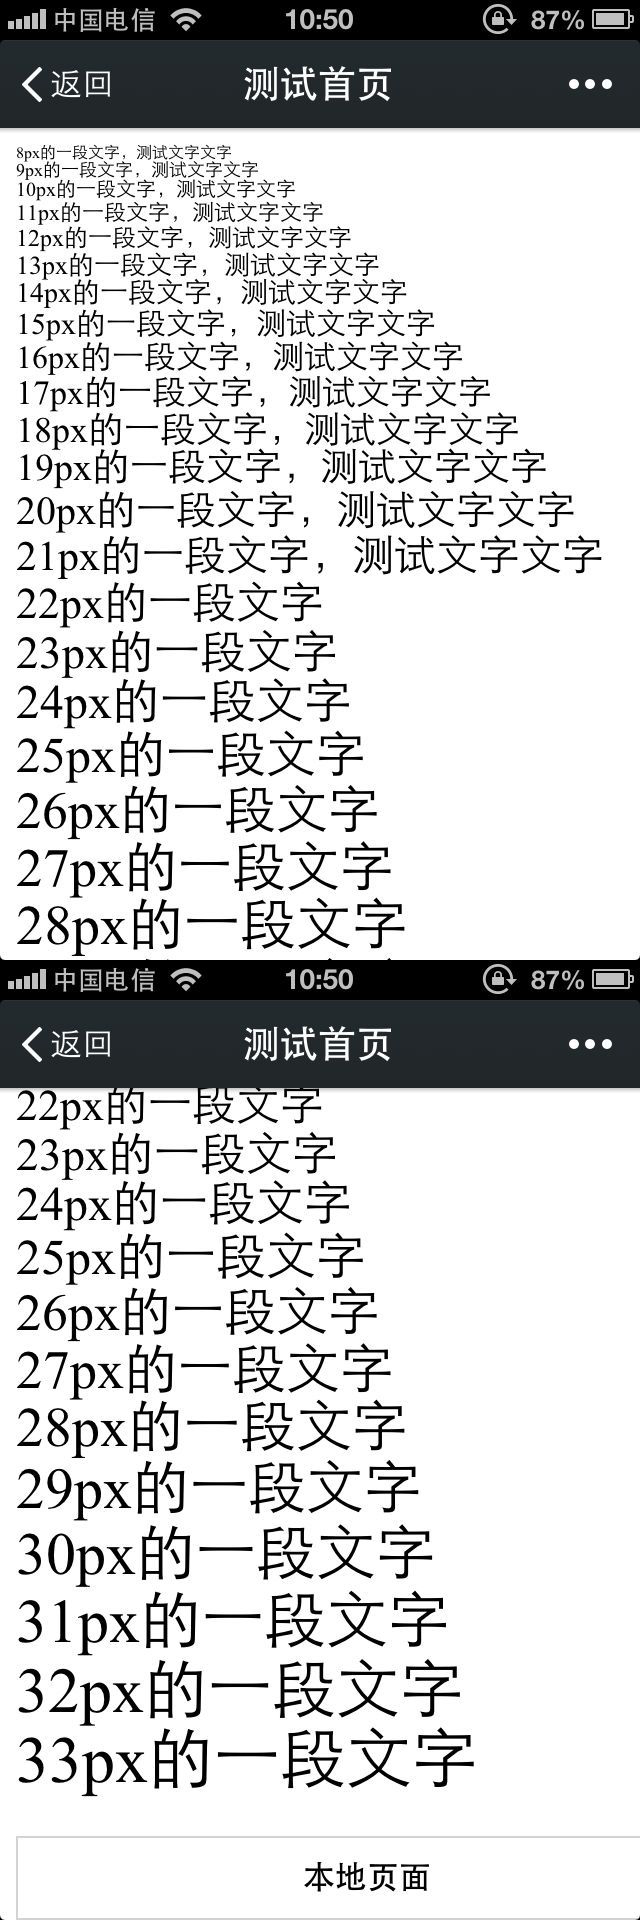 中国电信 10:50 87%
返回 测试首页
8px的一段文字，测试文字文字
9px的一段文字，测试文字文字
10px的一段文字，测试文字文字
11px的一段文字，测试文字文字
12px的一段文字，测试文字文字
13px的一段文字，测试文字文字
14px的一段文字，测试文字文字
15px的一段文字，测试文字文字
16px的一段文字，测试文字文字
17px的一段文字，测试文字文字
18px的一段文字，测试文字文字
19px的一段文字，测试文字文字
20px的一段文字，测试文字文字
21px的一段文字，测试文字文字
22px的一段文字
23px的一段文字
24px的一段文字
25px的一段文字
26px的一段文字
27px的一段文字
28px的一段文字
中国电信 10:50 87%
返回 测试首页
22px的一段文字
23px的一段文字
24px的一段文字
25px的一段文字
26px的一段文字
27px的一段文字
28px的一段文字
29px的一段文字
30px的一段文字
31px的一段文字
32px的一段文字
33px的一段文字
本地页面